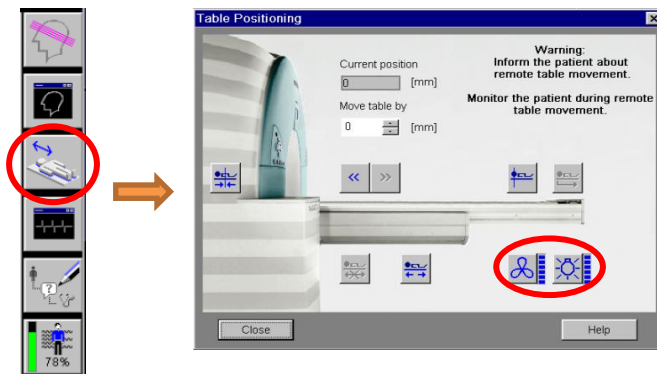 Table Positioning
Current position
0 [mm]
Move table by
0 [mm]
Warning:
Inform the patient about
remote table movement.
Monitor the patient during remote
table movement.
<< >>
?
78%
Close
Help